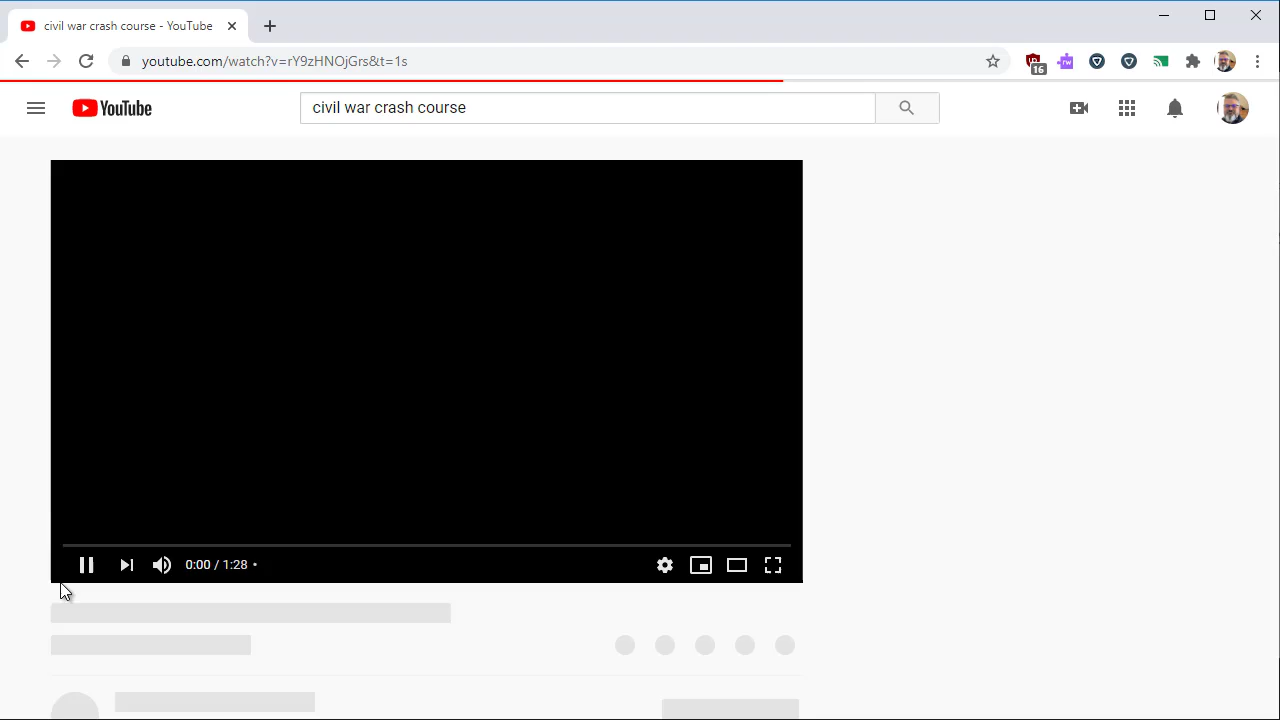 civil war crash course - YouTube
youtube.com/watch?v=rY9zHNOjGrs&t=1s
16
rw
YouTube
civil war crash course
0:00 / 1:28 •